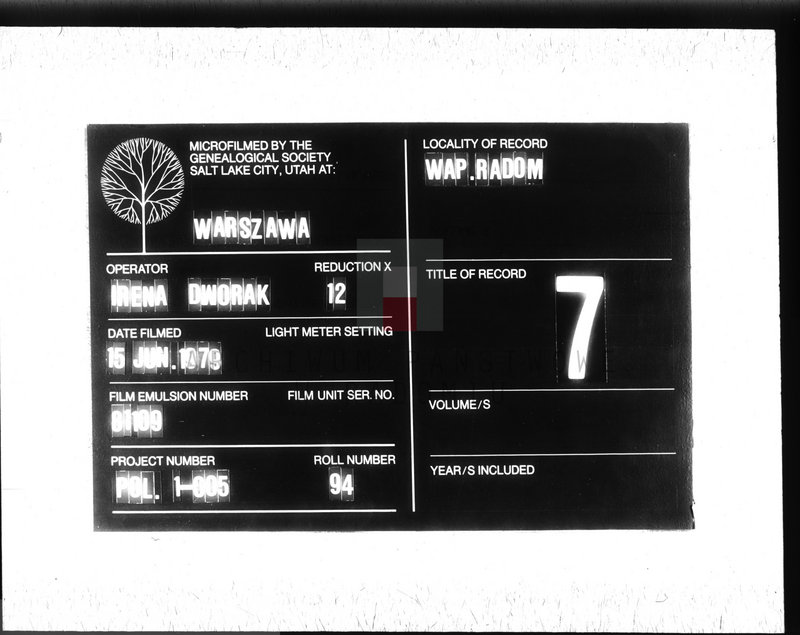 MICROFILMED BY THE
GENEALOGICAL SOCIETY
SALT LAKE CITY, UTAH AT:
WARSZAWA
OPERATOR REDUCTION X
IRENA DWORAK 12
DATE FILMED LIGHT METER SETTING
15 JUN.1979
FILM EMULSION NUMBER FILM UNIT SER. NO.
81109
PROJECT NUMBER ROLL NUMBER
POL. 1-005 94
LOCALITY OF RECORD
WAP.RADOM
TITLE OF RECORD
7
VOLUME/S
YEAR/S INCLUDED